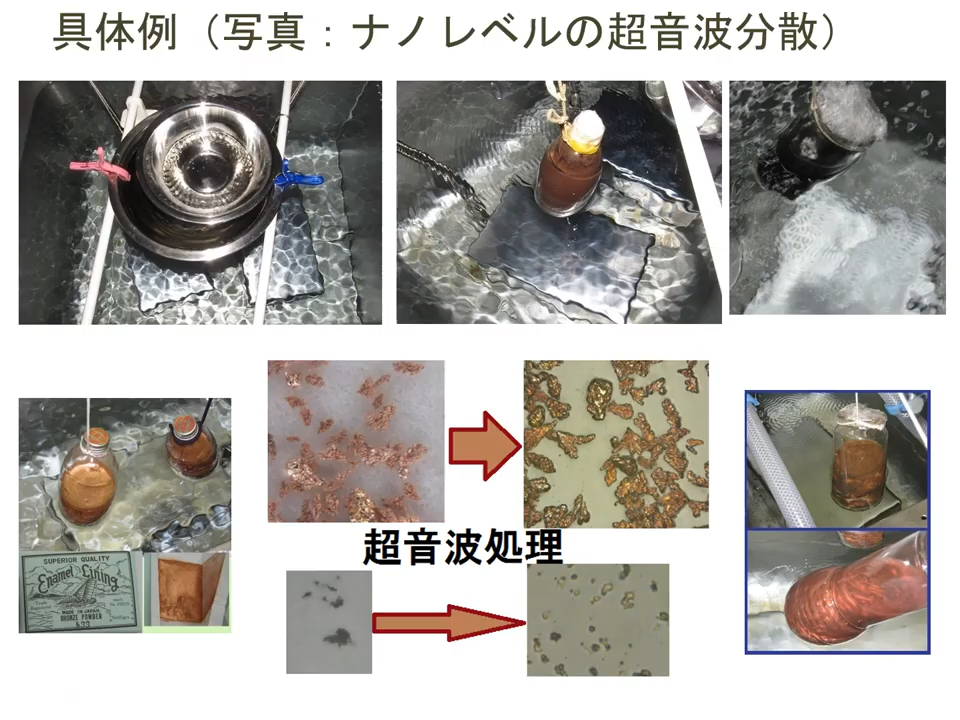 具体例（写真：ナノレベルの超音波分散）
超音波処理
SUPERIOR QUALITY
Enamel Lining
MADE IN JAPAN
BRONZE POWDER